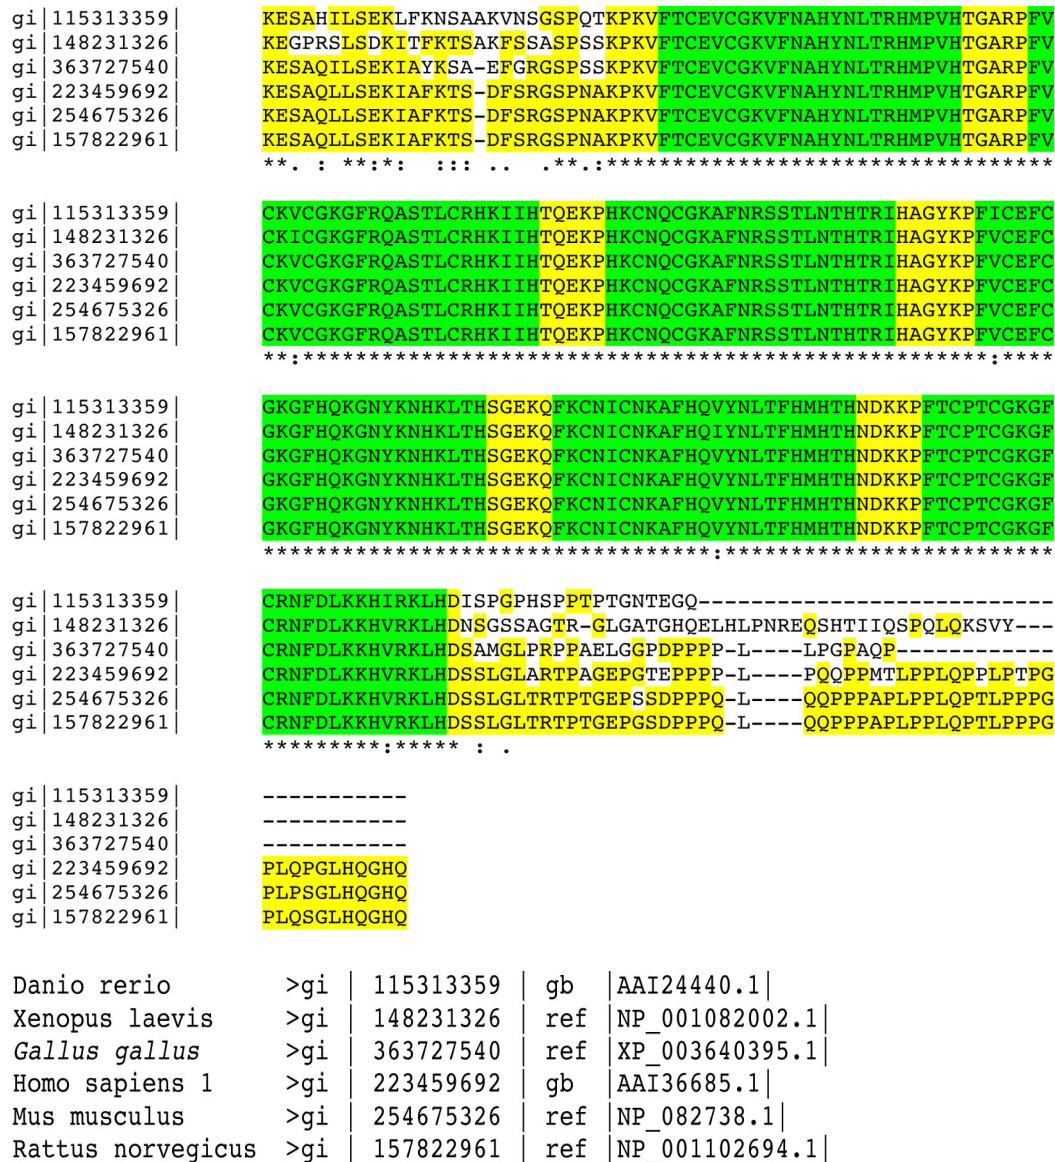 gi|115313359| KESAHILSEKLFKNSAAKVNSGSPQTKPKVFTCEVCGKVFNAHYNLTRHMPVHTGARPFV
gi|148231326| KEGPRSLSDKITFKTSAKFSSASPSSKPKVFTCEVCGKVFNAHYNLTRHMPVHTGARPFV
gi|363727540| KESAQILSEKIAYKSA-EFGRGSPSSKPKVFTCEVCGKVFNAHYNLTRHMPVHTGARPFV
gi|223459692| KESAQLLSEKIAFKTS-DFSRGSPNAKPKVFTCEVCGKVFNAHYNLTRHMPVHTGARPFV
gi|254675326| KESAQLLSEKIAFKTS-DFSRGSPNAKPKVFTCEVCGKVFNAHYNLTRHMPVHTGARPFV
gi|157822961| KESAQLLSEKIAFKTS-DFSRGSPNAKPKVFTCEVCGKVFNAHYNLTRHMPVHTGARPFV
**. :  **:*:   ::: ..  .**.:**********************************
gi|115313359| CKVCGKGFRQASTLCRHKIIHTQEKPHKCNQCGKAFNRSSTLNTHTRIHAGYKPFICEFC
gi|148231326| CKICGKGFRQASTLCRHKIIHTQEKPHKCNQCGKAFNRSSTLNTHTRIHAGYKPFVCEFC
gi|363727540| CKVCGKGFRQASTLCRHKIIHTQEKPHKCNQCGKAFNRSSTLNTHTRIHAGYKPFVCEFC
gi|223459692| CKVCGKGFRQASTLCRHKIIHTQEKPHKCNQCGKAFNRSSTLNTHTRIHAGYKPFVCEFC
gi|254675326| CKVCGKGFRQASTLCRHKIIHTQEKPHKCNQCGKAFNRSSTLNTHTRIHAGYKPFVCEFC
gi|157822961| CKVCGKGFRQASTLCRHKIIHTQEKPHKCNQCGKAFNRSSTLNTHTRIHAGYKPFVCEFC
**:****************************************************:****
gi|115313359| GKGFHQKGNYKNHKLTHSGEKQFKCNICNKAFHQVYNLTFHMHTHNDKKPFTCPTCGKGF
gi|148231326| GKGFHQKGNYKNHKLTHSGEKQFKCNICNKAFHQIYNLTFHMHTHNDKKPFTCPTCGKGF
gi|363727540| GKGFHQKGNYKNHKLTHSGEKQFKCNICNKAFHQVYNLTFHMHTHNDKKPFTCPTCGKGF
gi|223459692| GKGFHQKGNYKNHKLTHSGEKQFKCNICNKAFHQVYNLTFHMHTHNDKKPFTCPTCGKGF
gi|254675326| GKGFHQKGNYKNHKLTHSGEKQFKCNICNKAFHQVYNLTFHMHTHNDKKPFTCPTCGKGF
gi|157822961| GKGFHQKGNYKNHKLTHSGEKQFKCNICNKAFHQVYNLTFHMHTHNDKKPFTCPTCGKGF
**********************************:*************************
gi|115313359| CRNFDLKKHIRKLHDISPGPHSPPTPTGNTEGQ---------------------------
gi|148231326| CRNFDLKKHVRKLHDNSGSSAGTR-GLGATGHQELHLPNREQSHTIIQSPQLQKSVY---
gi|363727540| CRNFDLKKHVRKLHDSAMGLPRPPAELGGPDPPPP-L----LPGPAQP------------
gi|223459692| CRNFDLKKHVRKLHDSSLGLARTPAGEPGTEPPPP-L----PQQPPMTLPPLQPPLPTPG
gi|254675326| CRNFDLKKHVRKLHDSSLGLTRTPTGEPSSDPPPQ-L----QQPPPAPLPPLQPTLPPPG
gi|157822961| CRNFDLKKHVRKLHDSSLGLTRTPTGEPGSDPPPQ-L----QQPPPAPLPPLQPTLPPPG
*********:***** : .
gi|115313359| -----------
gi|148231326| -----------
gi|363727540| -----------
gi|223459692| PLQPGLHQGHQ
gi|254675326| PLPSGLHQGHQ
gi|157822961| PLQSGLHQGHQ
Danio rerio >gi | 115313359 | gb |AAI24440.1|
Xenopus laevis >gi | 148231326 | ref |NP_001082002.1|
Gallus gallus >gi | 363727540 | ref |XP_003640395.1|
Homo sapiens 1 >gi | 223459692 | gb |AAI36685.1|
Mus musculus >gi | 254675326 | ref |NP_082738.1|
Rattus norvegicus >gi | 157822961 | ref |NP_001102694.1|